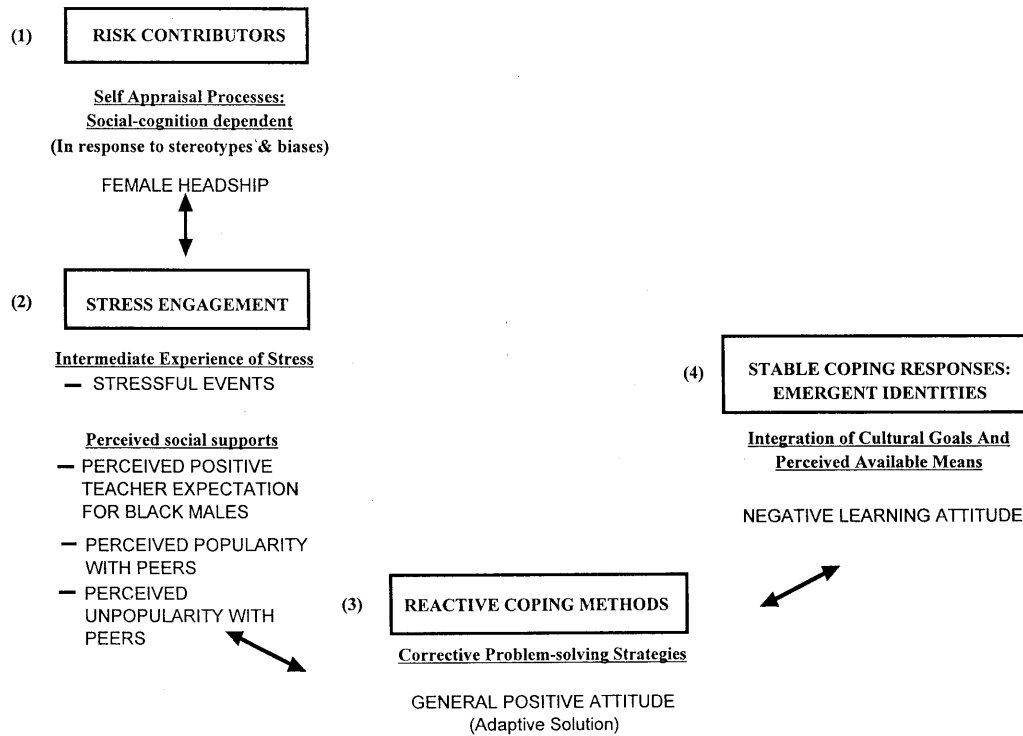 (1) RISK CONTRIBUTORS
Self Appraisal Processes:
Social-cognition dependent
(In response to stereotypes & biases)
FEMALE HEADSHIP
(2) STRESS ENGAGEMENT
Intermediate Experience of Stress
– STRESSFUL EVENTS
Perceived social supports
– PERCEIVED POSITIVE
TEACHER EXPECTATION
FOR BLACK MALES
– PERCEIVED POPULARITY
WITH PEERS
– PERCEIVED
UNPOPULARITY WITH
PEERS
(3) REACTIVE COPING METHODS
Corrective Problem-solving Strategies
GENERAL POSITIVE ATTITUDE
(Adaptive Solution)
(4) STABLE COPING RESPONSES:
EMERGENT IDENTITIES
Integration of Cultural Goals And
Perceived Available Means
NEGATIVE LEARNING ATTITUDE